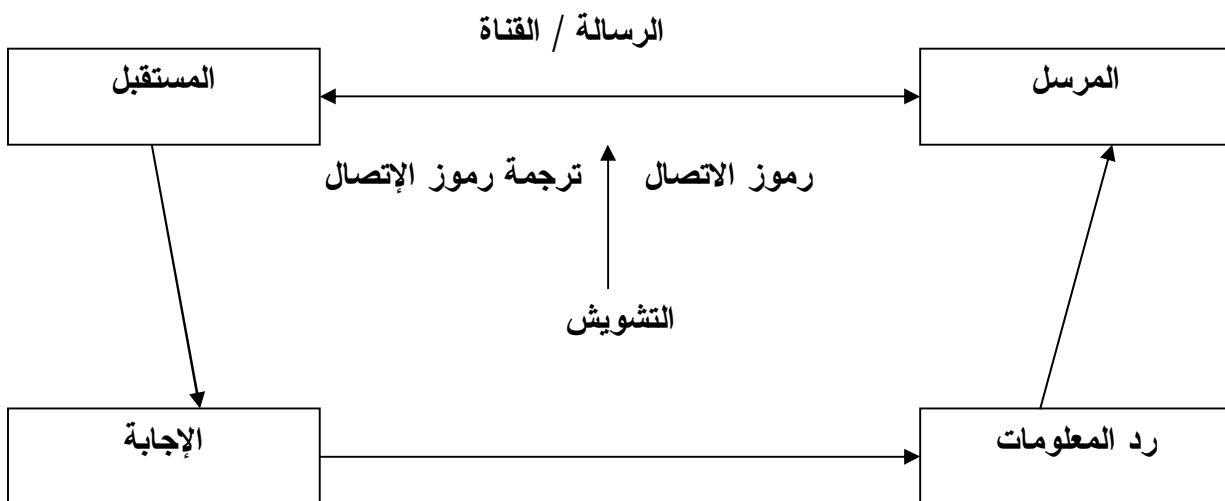 الرسالة / القناة
المرسل
المستقبل
رموز الاتصال
ترجمة رموز الإتصال
التشويش
رد المعلومات
الإجابة